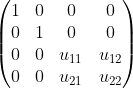 1 0 0 0
0 1 0 0
0 0 u₁₁ u₁₂
0 0 u₂₁ u₂₂